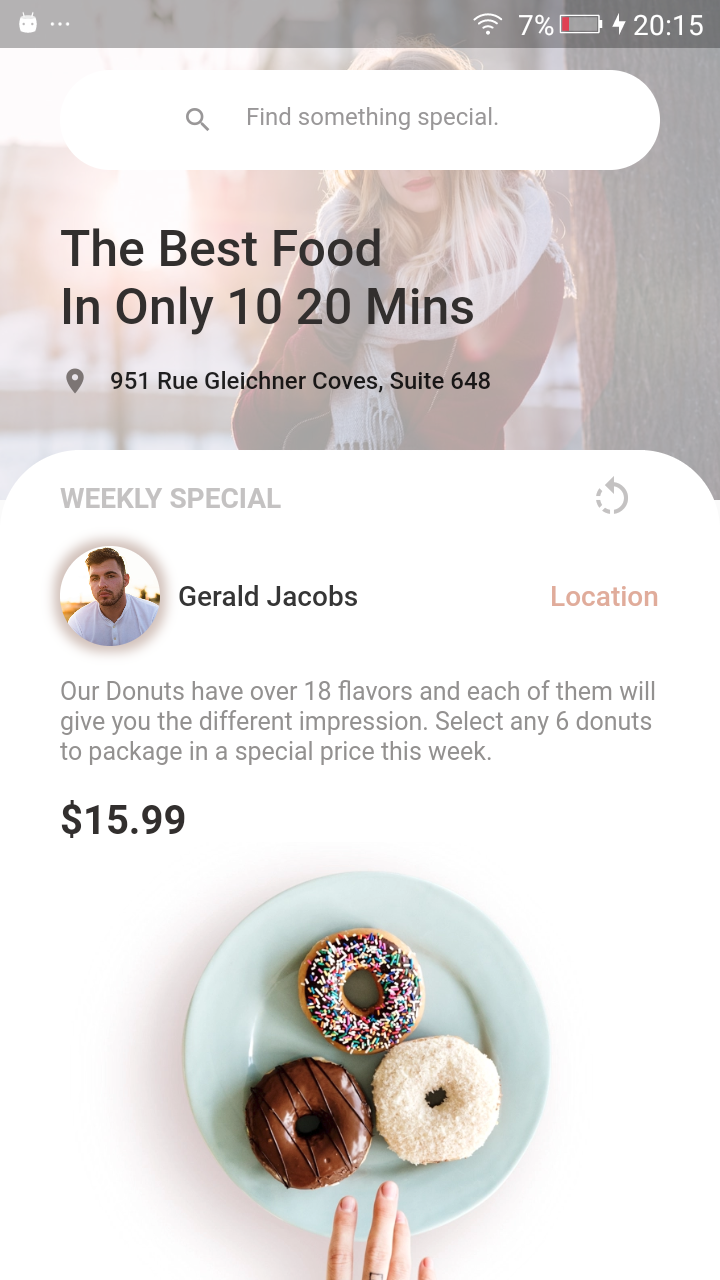 7% 20:15
Find something special.
The Best Food
In Only 10 20 Mins
951 Rue Gleichner Coves, Suite 648
WEEKLY SPECIAL
Gerald Jacobs
Location
Our Donuts have over 18 flavors and each of them will
give you the different impression. Select any 6 donuts
to package in a special price this week.
$15.99